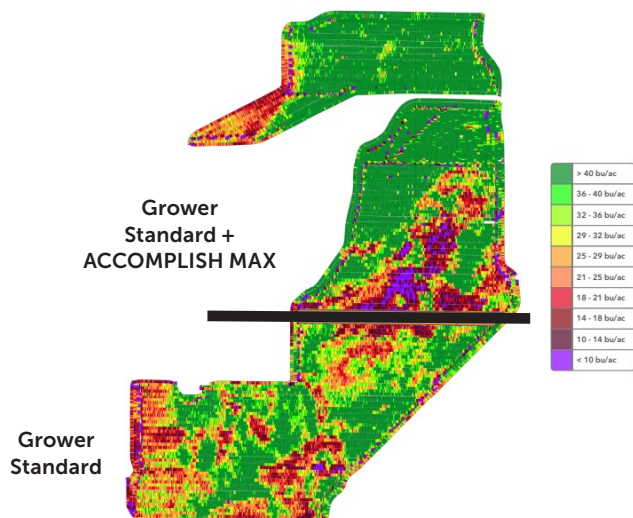 Grower
Standard +
ACCOMPLISH MAX
Grower
Standard
> 40 bu/ac
36 - 40 bu/ac
32 - 36 bu/ac
29 - 32 bu/ac
25 - 29 bu/ac
21 - 25 bu/ac
18 - 21 bu/ac
14 - 18 bu/ac
10 - 14 bu/ac
< 10 bu/ac